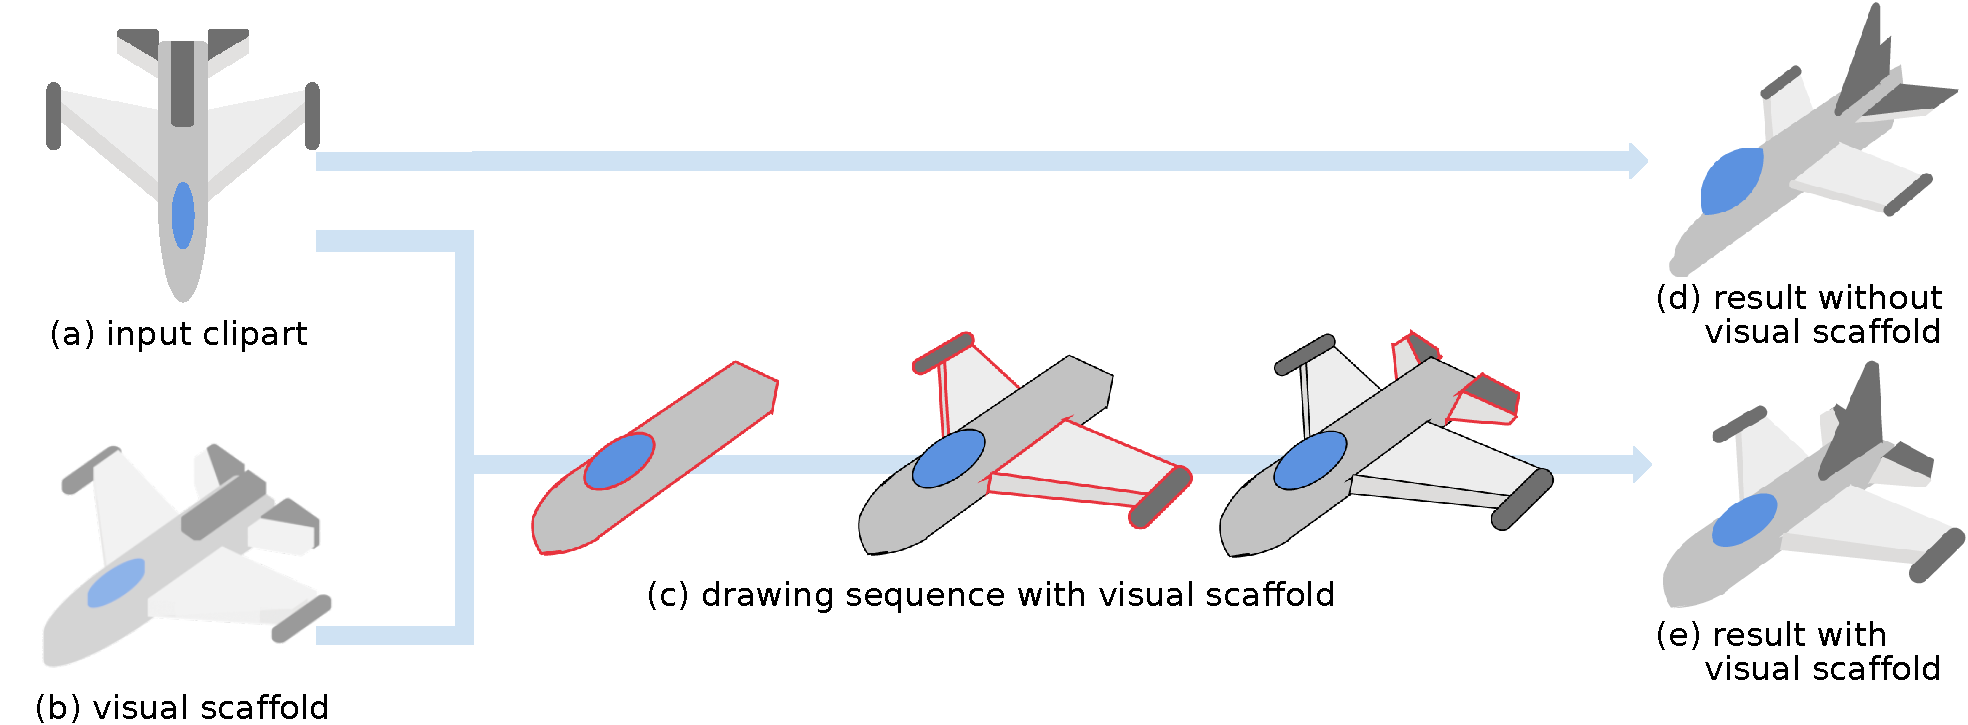 (a) input clipart
(b) visual scaffold
(c) drawing sequence with visual scaffold
(d) result without
visual scaffold
(e) result with
visual scaffold